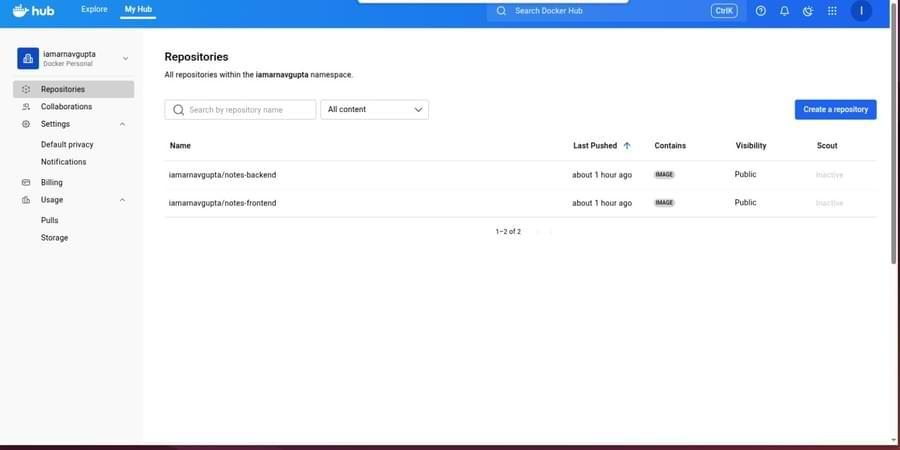 hub Explore My Hub Search Docker Hub CtrlK I
iamarnavgupta
Docker Personal
Repositories
Collaborations
Settings
Default privacy
Notifications
Billing
Usage
Pulls
Storage
Repositories
All repositories within the iamarnavgupta namespace.
Search by repository name All content Create a repository
Name Last Pushed Contains Visibility Scout
iamarnavgupta/notes-backend about 1 hour ago IMAGE Public Inactive
iamarnavgupta/notes-frontend about 1 hour ago IMAGE Public Inactive
1–2 of 2